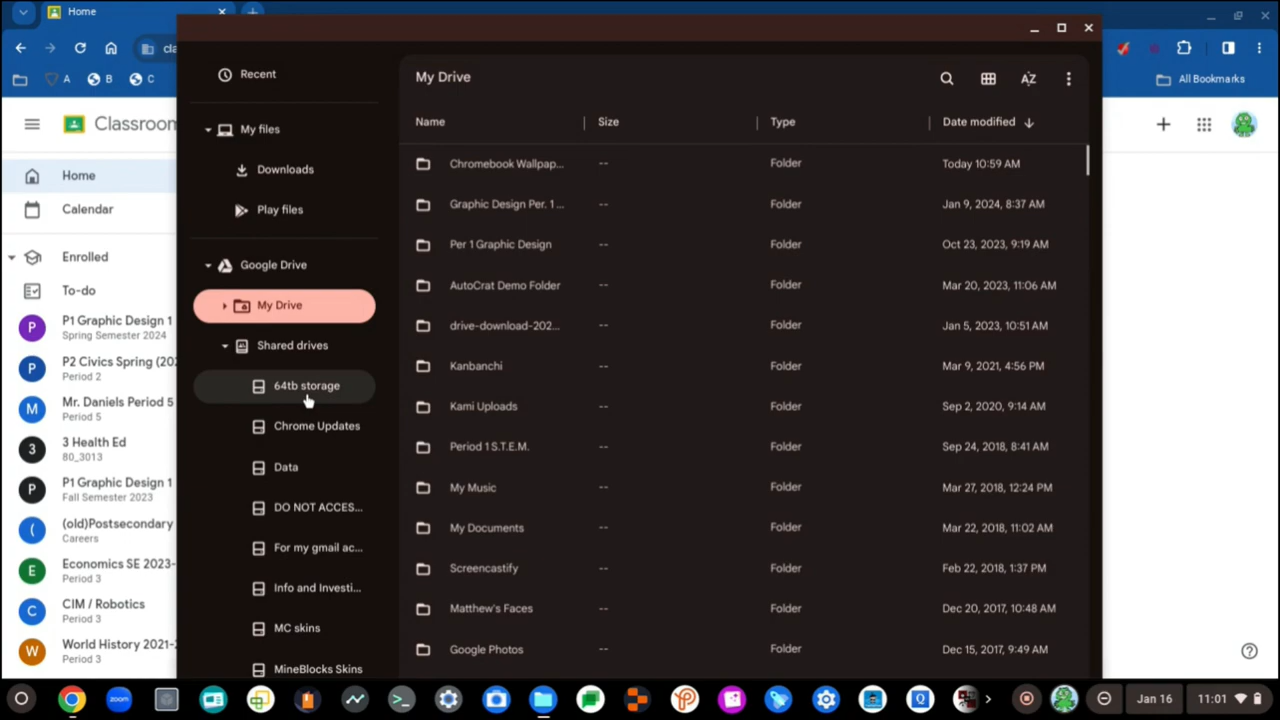 Home
cla
A
B
C
All Bookmarks
Classroom
Home
Calendar
Enrolled
To-do
P
P1 Graphic Design 1
Spring Semester 2024
P
P2 Civics Spring (202
Period 2
M
Mr. Daniels Period 5
Period 5
3
3 Health Ed
80_3013
P
P1 Graphic Design 1
Fall Semester 2023
(
(old)Postsecondary
Careers
E
Economics SE 2023-
Period 3
C
CIM / Robotics
Period 3
W
World History 2021-2
Period 3
Recent
My files
Downloads
Play files
Google Drive
My Drive
Shared drives
64tb storage
Chrome Updates
Data
DO NOT ACCES...
For my gmail ac...
Info and Investi...
MC skins
MineBlocks Skins
My Drive
AZ
Name Size Type Date modified
Chromebook Wallpap... -- Folder Today 10:59 AM
Graphic Design Per. 1 ... -- Folder Jan 9, 2024, 8:37 AM
Per 1 Graphic Design -- Folder Oct 23, 2023, 9:19 AM
AutoCrat Demo Folder -- Folder Mar 20, 2023, 11:06 AM
drive-download-202... -- Folder Jan 5, 2023, 10:51 AM
Kanbanchi -- Folder Mar 9, 2021, 4:56 PM
Kami Uploads -- Folder Sep 2, 2020, 9:14 AM
Period 1 S.T.E.M. -- Folder Sep 24, 2018, 8:41 AM
My Music -- Folder Mar 27, 2018, 12:24 PM
My Documents -- Folder Mar 22, 2018, 11:02 AM
Screencastify -- Folder Feb 22, 2018, 1:37 PM
Matthew's Faces -- Folder Dec 20, 2017, 10:48 AM
Google Photos -- Folder Dec 15, 2017, 9:49 AM
zoom
Q
Jan 16
11:01